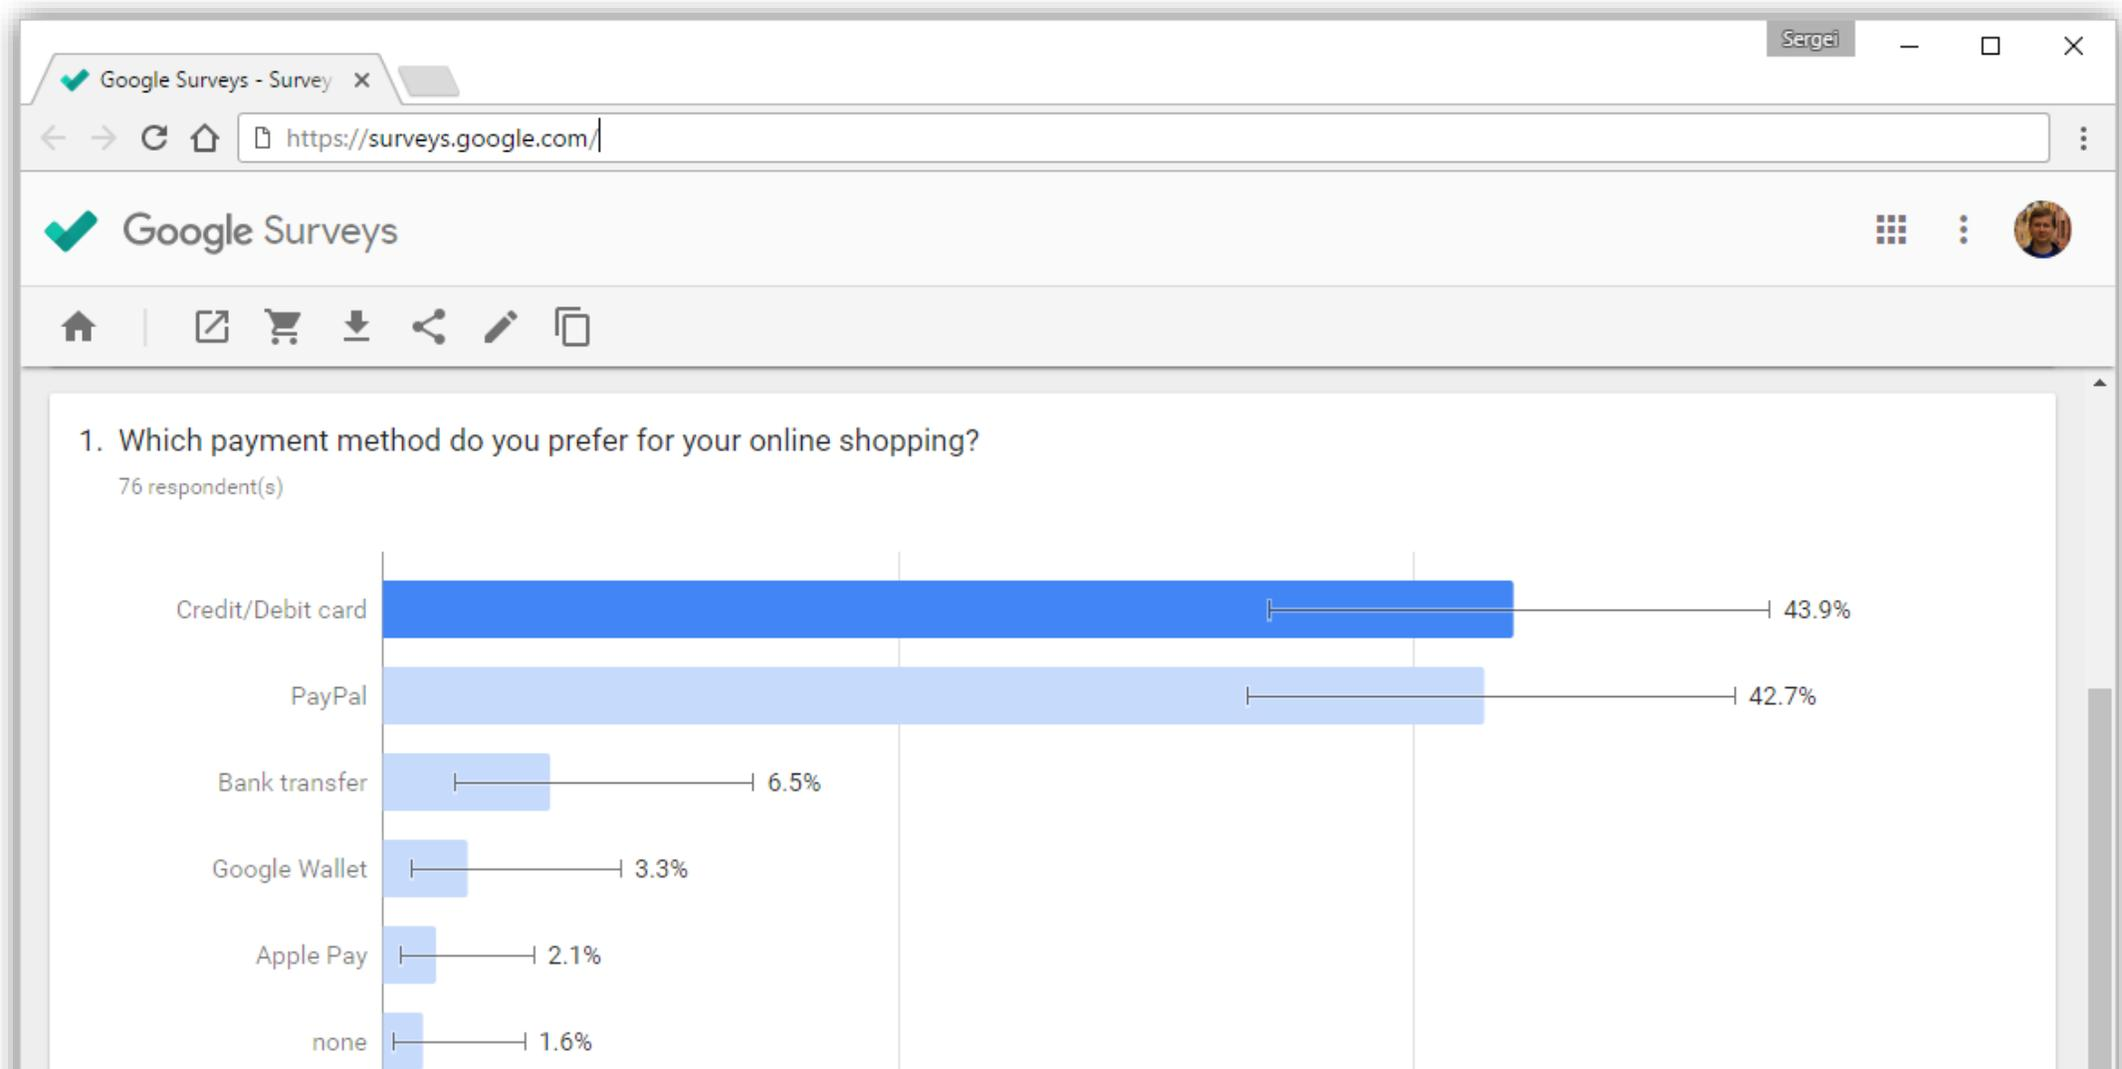 Sergei
Google Surveys - Survey
https://surveys.google.com/
Google Surveys
1. Which payment method do you prefer for your online shopping?
76 respondent(s)
Credit/Debit card 43.9%
PayPal 42.7%
Bank transfer 6.5%
Google Wallet 3.3%
Apple Pay 2.1%
none 1.6%